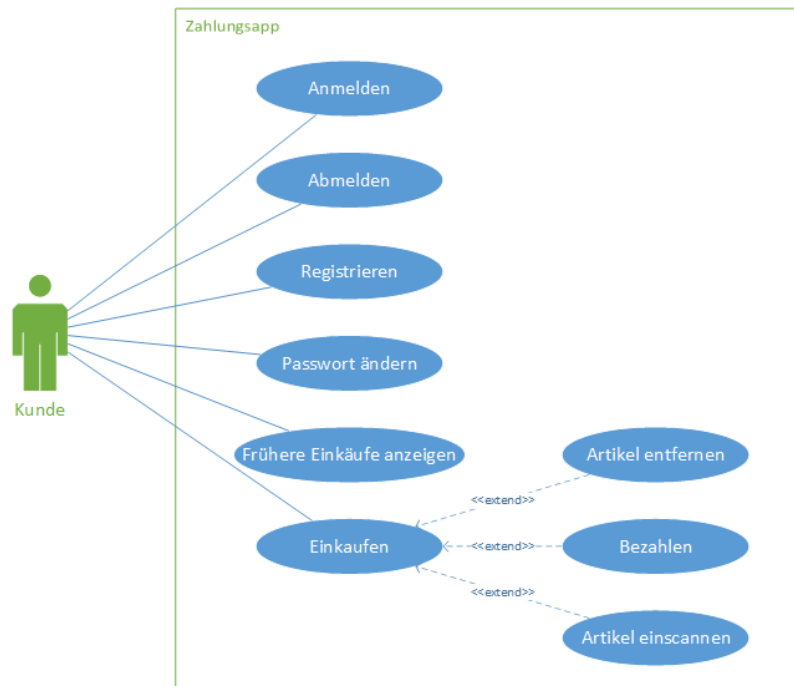 Zahlungsapp
Anmelden
Abmelden
Registrieren
Passwort ändern
Kunde
Frühere Einkäufe anzeigen
Artikel entfernen
<<extend>>
Einkaufen
<<extend>>
Bezahlen
<<extend>>
Artikel einscannen